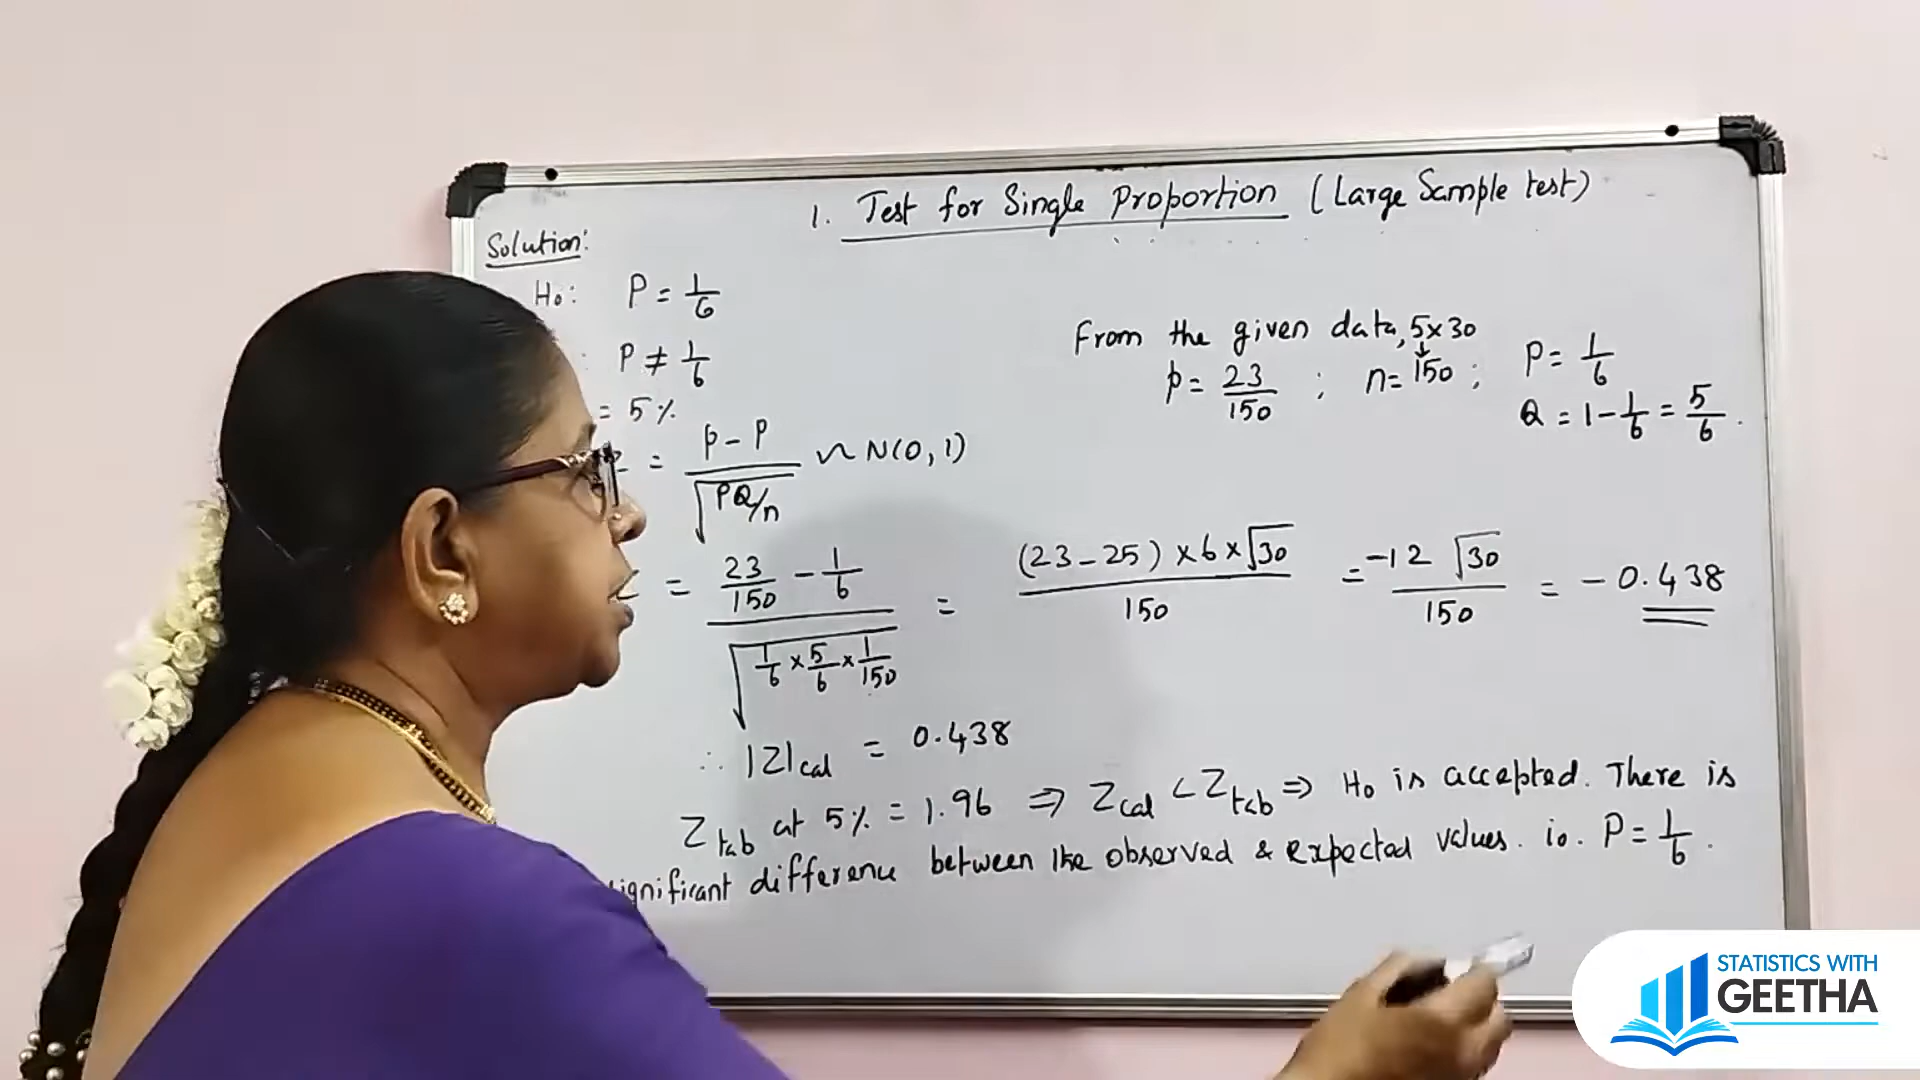 1. Test for Single Proportion (Large Sample test)
Solution:
H₀: P = 1/6
P ≠ 1/6
= 5%
= p - P / √PQ/n ~ N(0,1)
From the given data, 5x30
↓
p = 23/150 ; n = 150 ; P = 1/6
Q = 1 - 1/6 = 5/6.
= 23/150 - 1/6 / √1/6 × 5/6 × 1/150 = (23-25) × 6 × √30 / 150 = -12 √30 / 150 = -0.438
∴ |Z|cal = 0.438
Z tab at 5% = 1.96 ⇒ Zcal < Ztab ⇒ H₀ is accepted. There is
significant difference between the observed & expected values. ie. P = 1/6.
STATISTICS WITH
GEETHA